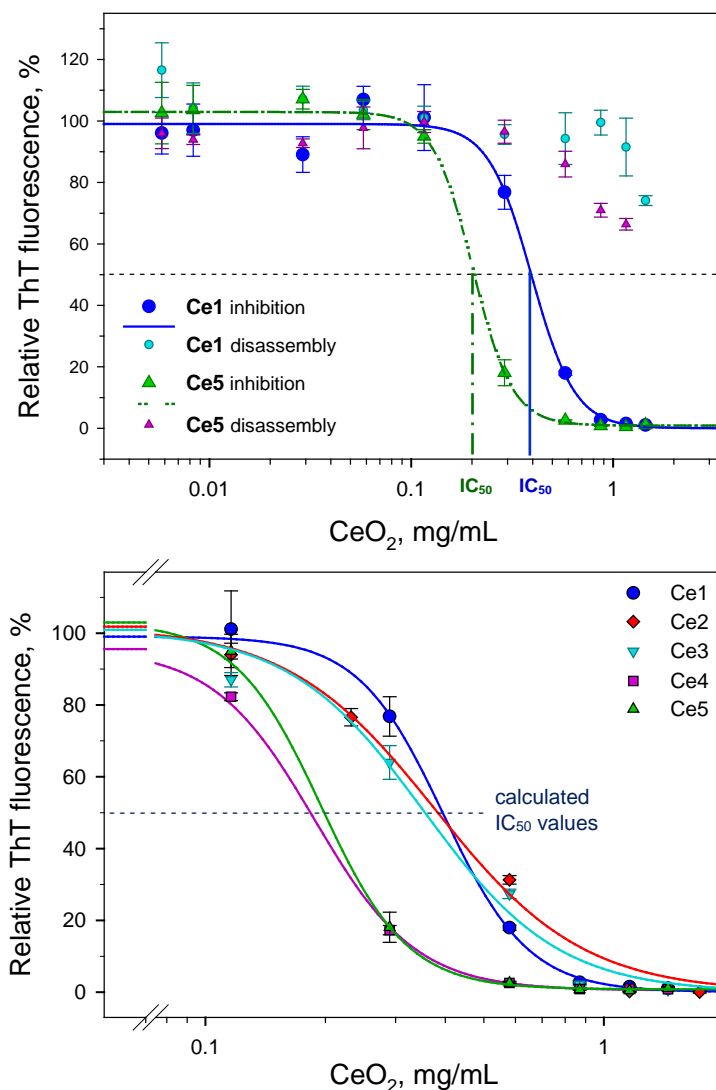 Relative ThT fluorescence, %
120
100
80
60
40
20
0
Ce1 inhibition
Ce1 disassembly
Ce5 inhibition
Ce5 disassembly
0.01
0.1
IC₅₀
IC₅₀
1
CeO₂, mg/mL
Relative ThT fluorescence, %
100
80
60
40
20
0
Ce1
Ce2
Ce3
Ce4
Ce5
calculated
IC₅₀ values
0.1
1
CeO₂, mg/mL